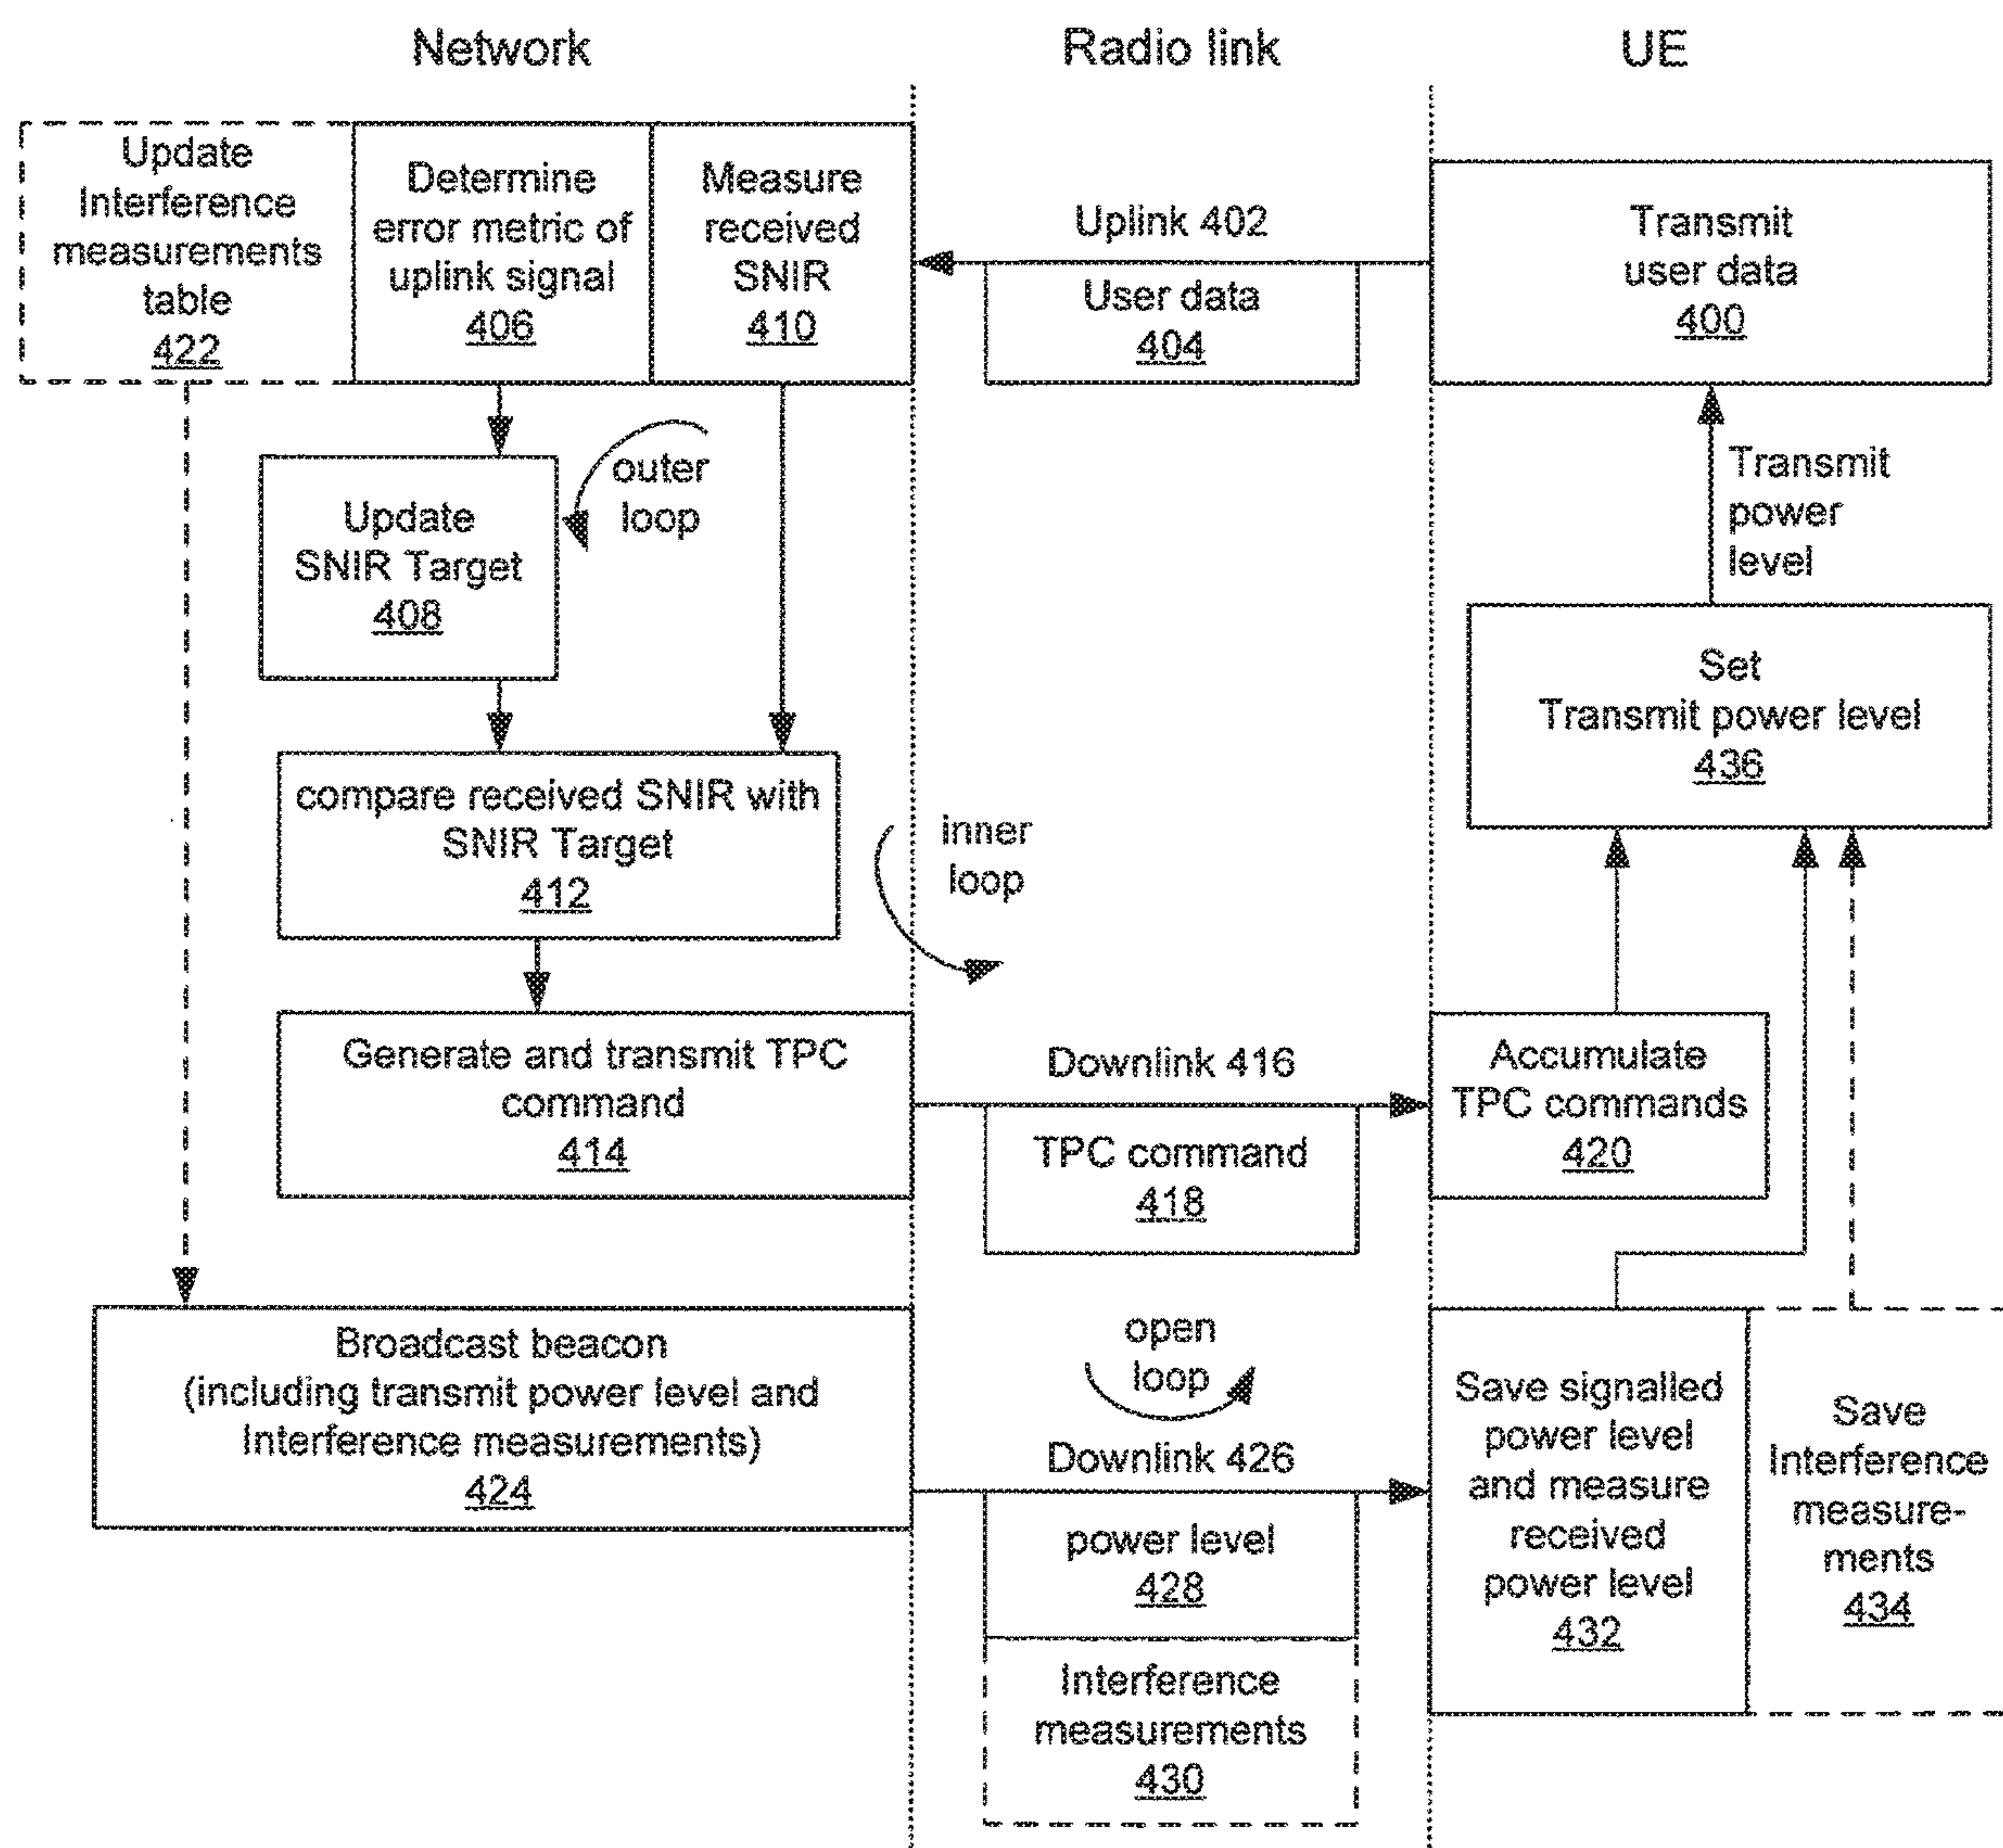 Network
Radio link
UE
Update
Interference
measurements
table
422
Determine
error metric of
uplink signal
406
Measure
received
SNIR
410
Uplink 402
User data
404
Transmit
user data
400
outer
loop
Update
SNIR Target
408
Transmit
power
level
Set
Transmit power level
436
compare received SNIR with
SNIR Target
412
inner
loop
Generate and transmit TPC
command
414
Downlink 416
TPC command
418
Accumulate
TPC commands
420
Broadcast beacon
(including transmit power level and
Interference measurements)
424
open
loop
Downlink 426
power level
428
Interference
measurements
430
Save signalled
power level
and measure
received
power level
432
Save
Interference
measure-
ments
434